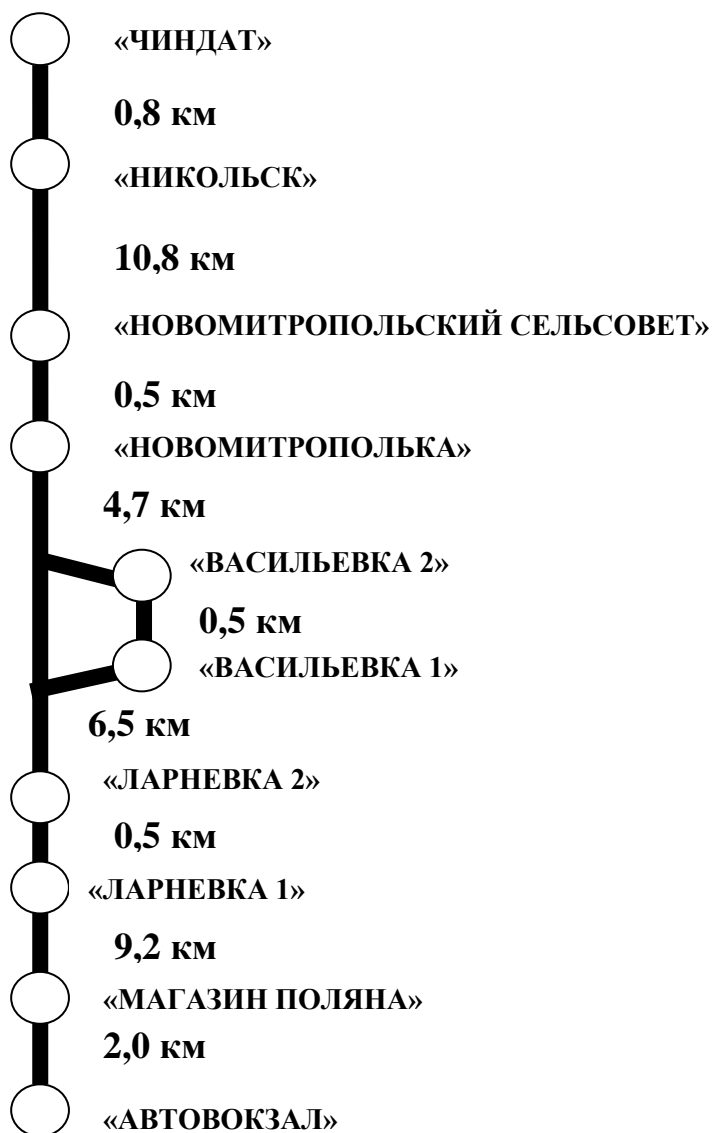 «ЧИНДАТ»
0,8 км
«НИКОЛЬСК»
10,8 км
«НОВОМИТРОПОЛЬСКИЙ СЕЛЬСОВЕТ»
0,5 км
«НОВОМИТРОПОЛЬКА»
4,7 км
«ВАСИЛЬЕВКА 2»
0,5 км
«ВАСИЛЬЕВКА 1»
6,5 км
«ЛАРНЕВКА 2»
0,5 км
«ЛАРНЕВКА 1»
9,2 км
«МАГАЗИН ПОЛЯНА»
2,0 км
«АВТОВОКЗАЛ»